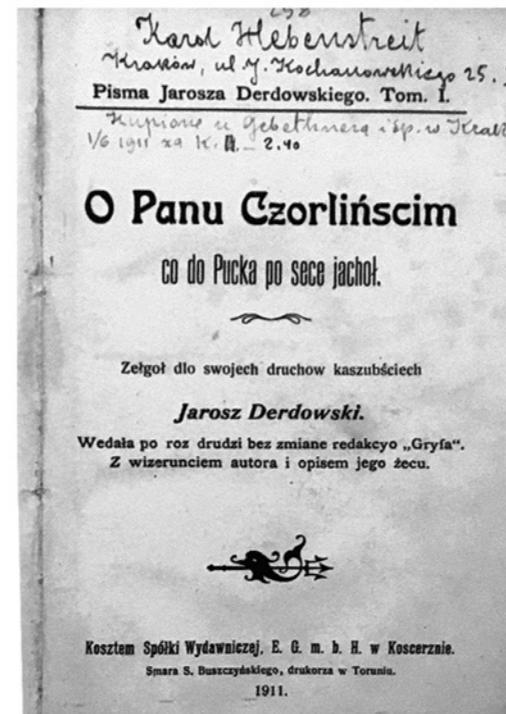 298
Karol Hebenstreit
Kraków, ul. J. Kochanowskiego 25.
Pisma Jarosza Derdowskiego. Tom. I.
Kupione u Gebethnera i Sp. w Krak
1/6 1911 za K. – 2.40
O Panu Czorlińscim
co do Pucka po sece jachoł.
Zełgoł dlo swojech druchow kaszubściech
Jarosz Derdowski.
Wedała po roz drudzi bez zmiane redakcyo „Gryfa“.
Z wizerunciem autora i opisem jego żecu.
Kosztem Spółki Wydawniczej, E. G. m. b. H. w Koscerznie.
Smara S. Buszczyńskiego, drukorza w Toruniu.
1911.